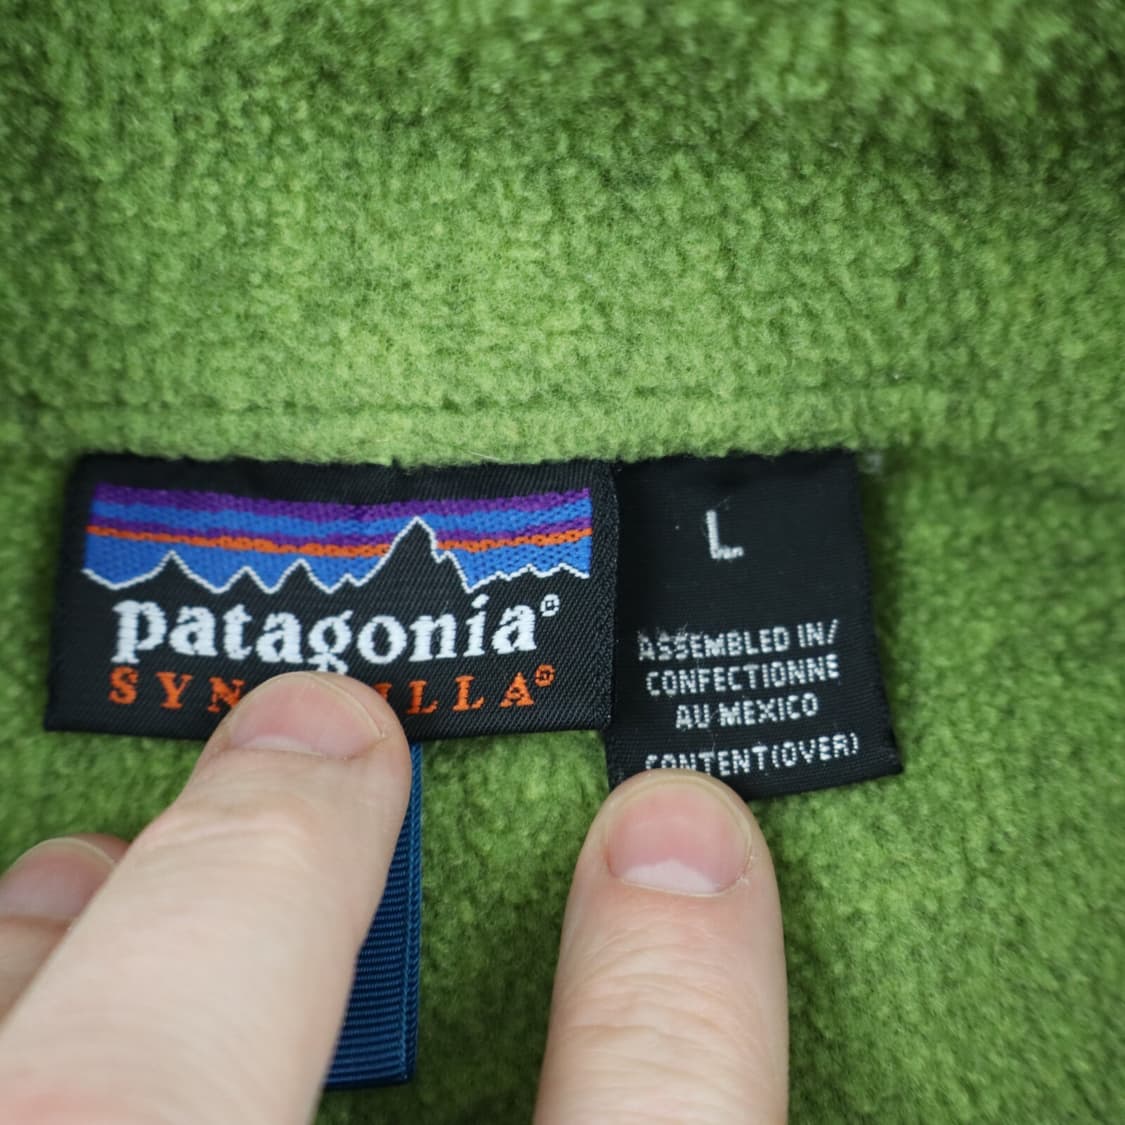 patagonia®
L
ASSEMBLED IN/
CONFECTIONNE
AU MEXICO
CONTENT(OVER)